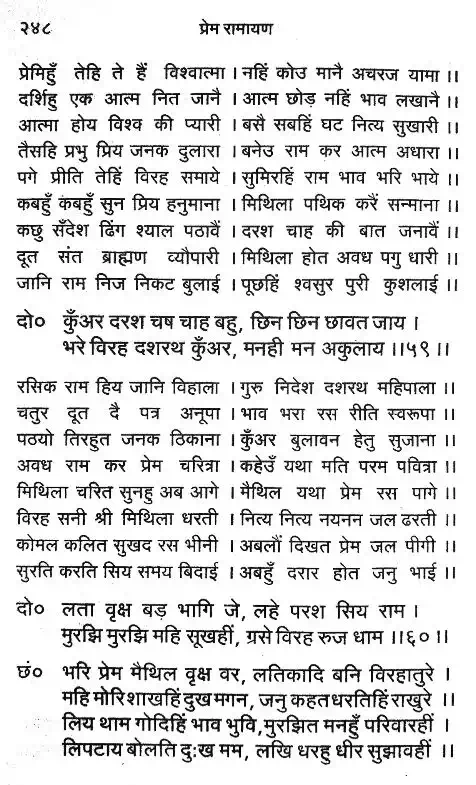 २४८ प्रेम रामायण
प्रेमिहुँ तेहि ते हैं विश्वात्मा । नहिं कोउ मानै अचरज यामा ।।
दर्शिहु एक आत्म नित जानै । आत्म छोड़ नहिं भाव लखानै ।।
आत्मा होय विश्व की प्यारी । बसै सबहिं घट नित्य सुखारी ।।
तैसहि प्रभु प्रिय जनक दुलारा । बनेउ राम कर आत्म अधारा ।।
पगे प्रीति तेहिं विरह समाये । सुमिरहिं राम भाव भरि भाये ।।
कबहुँ कबहुँ सुन प्रिय हनुमाना । मिथिला पथिक करैं सन्माना ।।
कछु सँदेश ढिंग श्याल पठावैं । दरश चाह की बात जनावैं ।।
दूत संत ब्राह्मण व्यौपारी । मिथिला होत अवध पगु धारी ।।
जानि राम निज निकट बुलाई । पूछहिं श्वसुर पुरी कुशलाई ।।
दो० कुँअर दरश चष चाह बहु, छिन छिन छावत जाय ।
भरे विरह दशरथ कुँअर, मनही मन अकुलाय ।।५९।।
रसिक राम हिय जानि विहाला । गुरु निदेश दशरथ महिपाला ।।
चतुर दूत दै पत्र अनूपा । भाव भरा रस रीति स्वरूपा ।।
पठयो तिरहुत जनक ठिकाना । कुँअर बुलावन हेतु सुजाना ।।
अवध राम कर प्रेम चरित्रा । कहेउँ यथा मति परम पवित्रा ।।
मिथिला चरित सुनहु अब आगे । मैथिल यथा प्रेम रस पागे ।।
विरह सनी श्री मिथिला धरती । नित्य नित्य नयनन जल ढरती ।।
कोमल कलित सुखद रस भीनी । अबलौं दिखत प्रेम जल पीगी ।।
सुरति करति सिय समय बिदाई । अबहुँ दरार होत जनु भाई ।।
दो० लता वृक्ष बड़ भागि जे, लहे परश सिय राम ।
मुरझि मुरझि महि सूखहीं, ग्रसे विरह रुज धाम ।।६०।।
छं० भरि प्रेम मैथिल वृक्ष वर, लतिकादि बनि विरहातुरे ।
महि मोरि शाखहिं दुख मगन, जनु कहत धरतिहिं राखुरे ।।
लिय थाम गोदिहिं भाव भुवि, मुरझित मनहुँ परिवारहीं ।
लिपटाय बोलति दुःख मम, लखि धरहु धीर सुझावहीं ।।